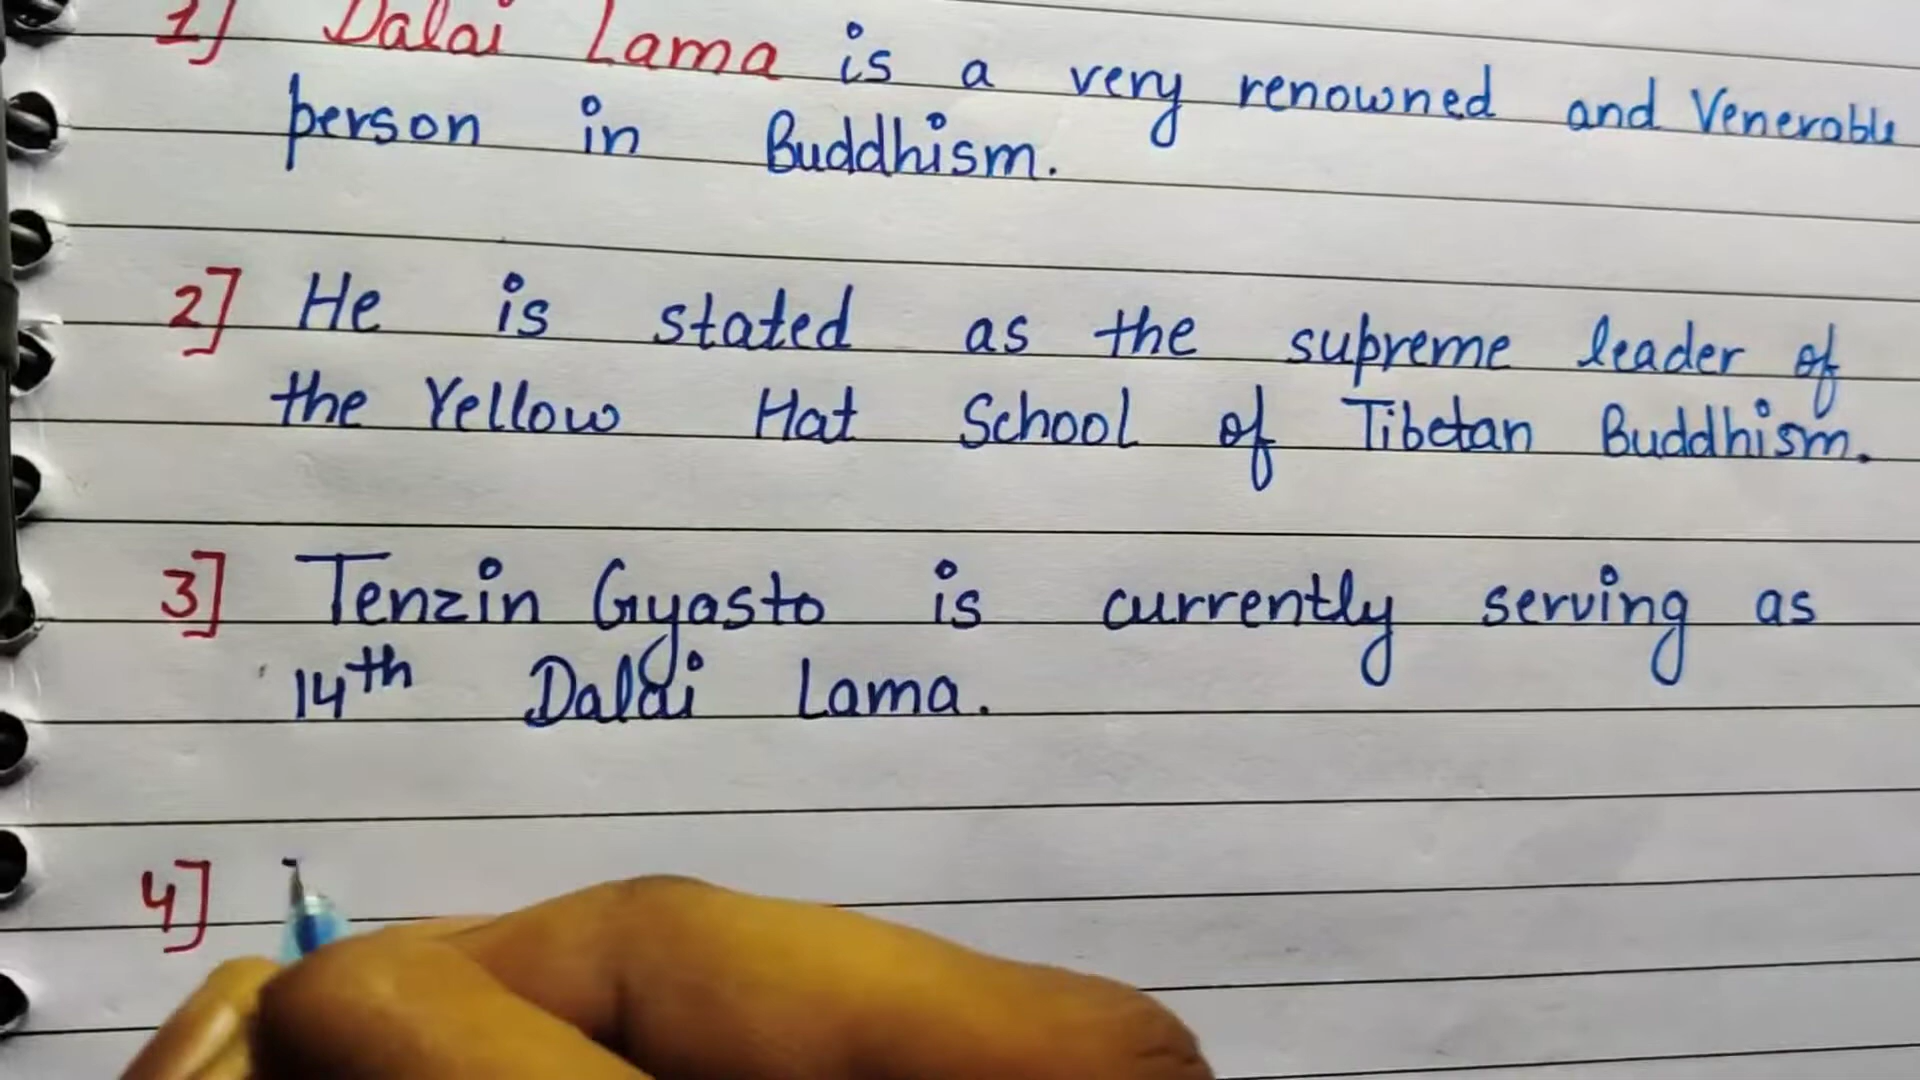 1] Dalai Lama is a very renowned and Venerable
person in Buddhism.
2] He is stated as the supreme leader of
the Yellow Hat School of Tibetan Buddhism.
3] Tenzin Gyasto is currently serving as
14th Dalai Lama.
4]